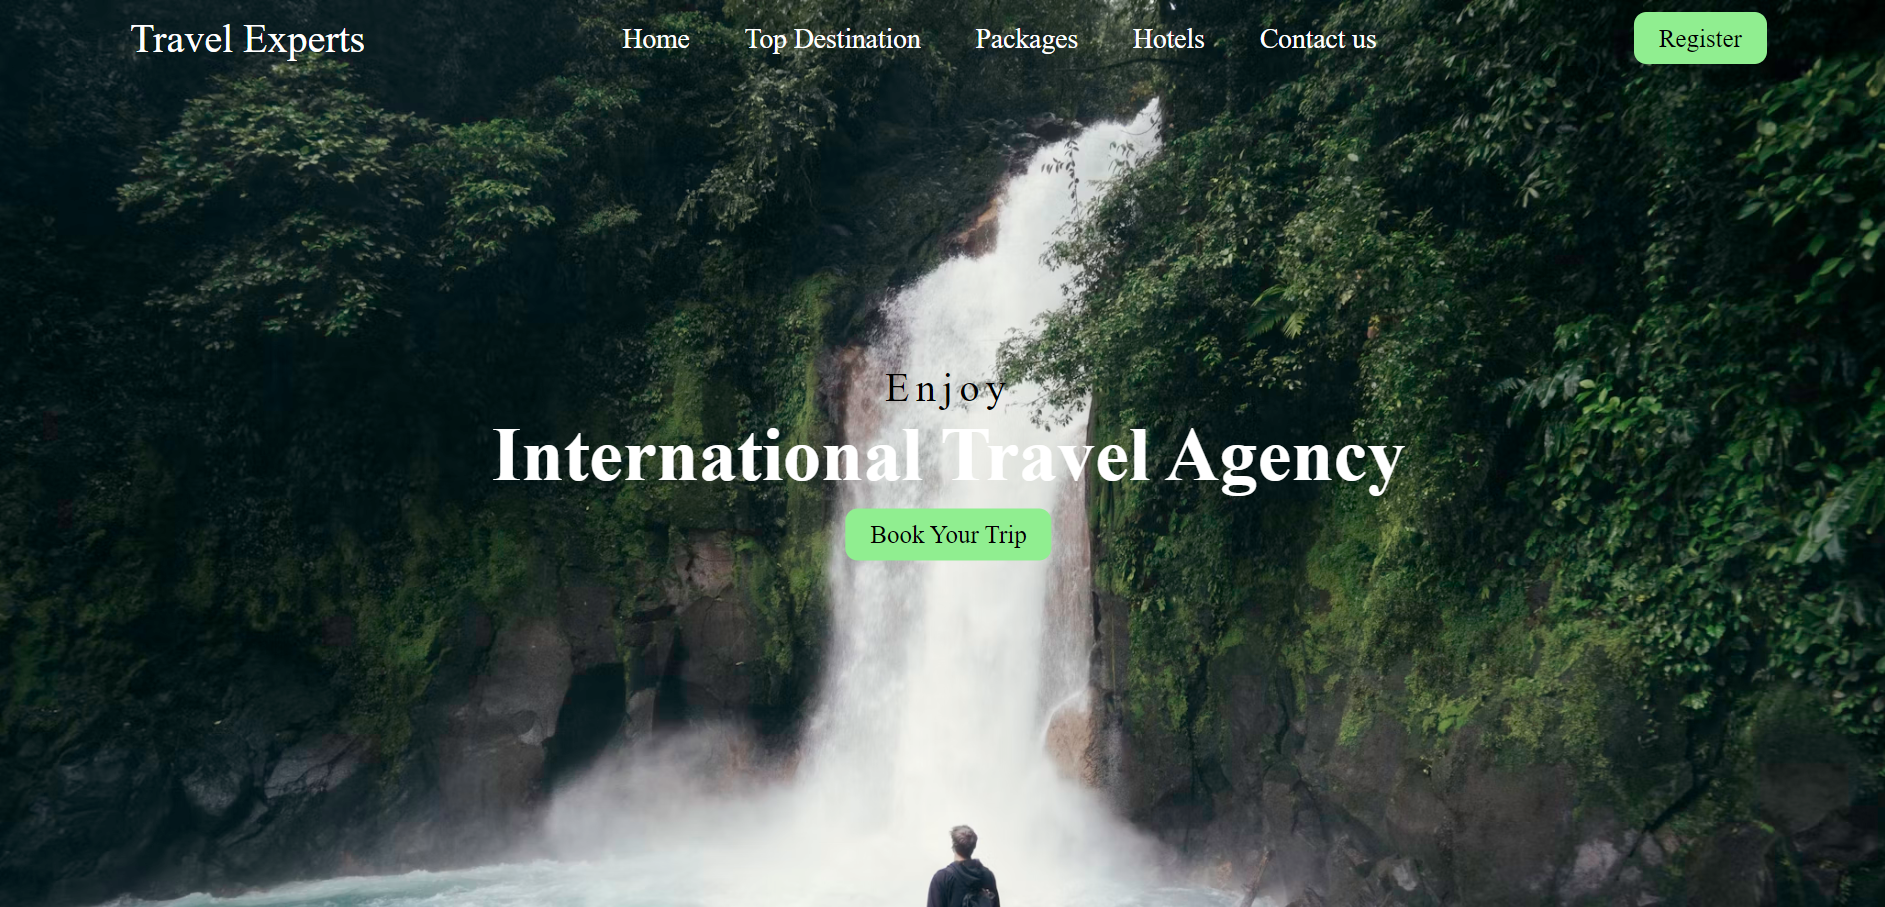 Travel Experts
Home Top Destination Packages Hotels Contact us
Register
Enjoy
International Travel Agency
Book Your Trip